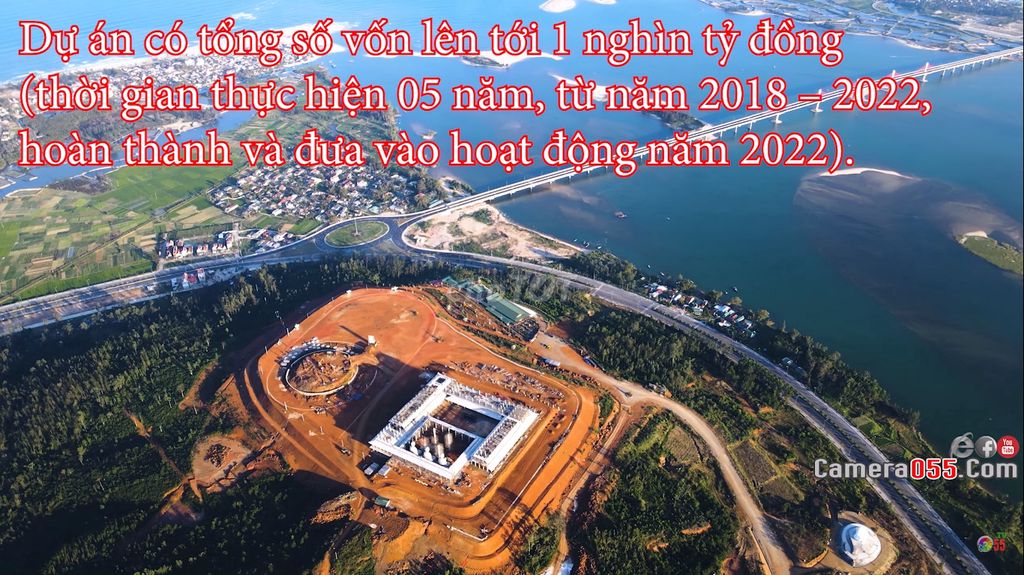 Dự án có tổng số vốn lên tới 1 nghìn tỷ đồng
(thời gian thực hiện 05 năm, từ năm 2018 – 2022,
hoàn thành và đưa vào hoạt động năm 2022).
Camera055.Com